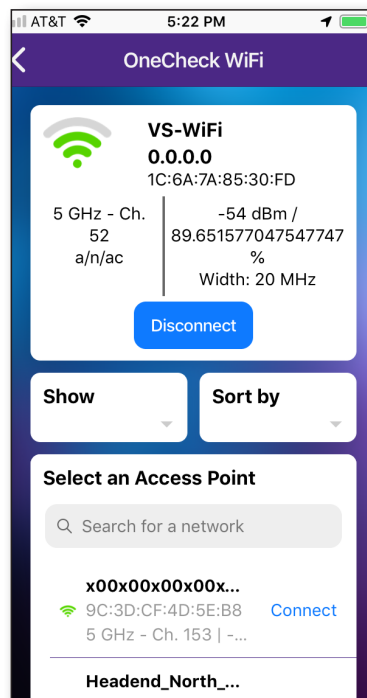 AT&T 5:22 PM
OneCheck WiFi
VS-WiFi
0.0.0.0
1C:6A:7A:85:30:FD
5 GHz - Ch.
52
a/n/ac
-54 dBm /
89.651577047547747
%
Width: 20 MHz
Disconnect
Show
Sort by
Select an Access Point
Search for a network
x00x00x00x00x...
9C:3D:CF:4D:5E:B8
Connect
5 GHz - Ch. 153 | -...
Headend_North_...